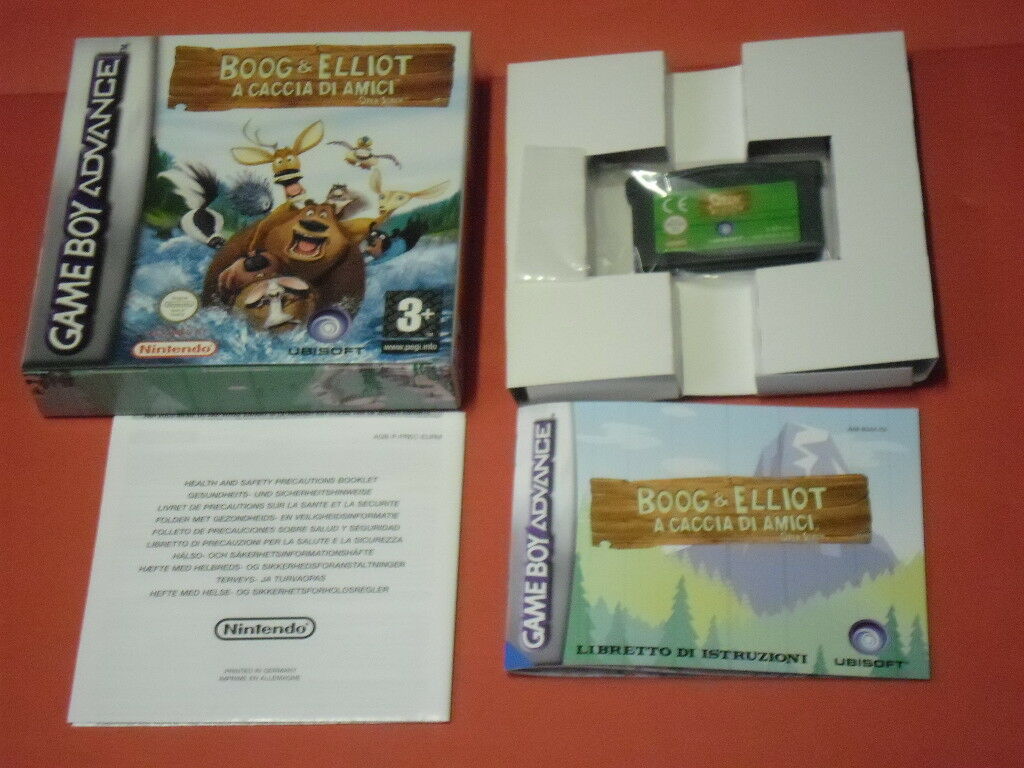 GAME BOY ADVANCE
BOOG & ELLIOT
A CACCIA DI AMICI
Nintendo
UBISOFT
3+
www.pegi.info
CE
HEALTH AND SAFETY PRECAUTIONS BOOKLET
GESUNDHEITS- UND SICHERHEITSHINWEISE
LIVRET DE PRECAUTIONS SUR LA SANTE ET LA SECURITE
FOLDER MET GEZONDHEIDS- EN VEILIGHEIDSINFORMATIE
FOLLETO DE PRECAUCIONES SOBRE SALUD Y SEGURIDAD
LIBRETTO DI PRECAUZIONI PER LA SALUTE E LA SICUREZZA
HÄLSO- OCH SÄKERHETSINFORMATIONSHÄFTE
HÆFTE MED HELBREDS- OG SIKKERHEDSFORANSTALTNINGER
TERVEYS- JA TURVAOPAS
HEFTE MED HELSE- OG SIKKERHETSFORHOLDSREGLER
Nintendo
PRINTED IN GERMANY
IMPRIMÉ EN ALLEMAGNE
GAME BOY ADVANCE
BOOG & ELLIOT
A CACCIA DI AMICI
LIBRETTO DI ISTRUZIONI
UBISOFT